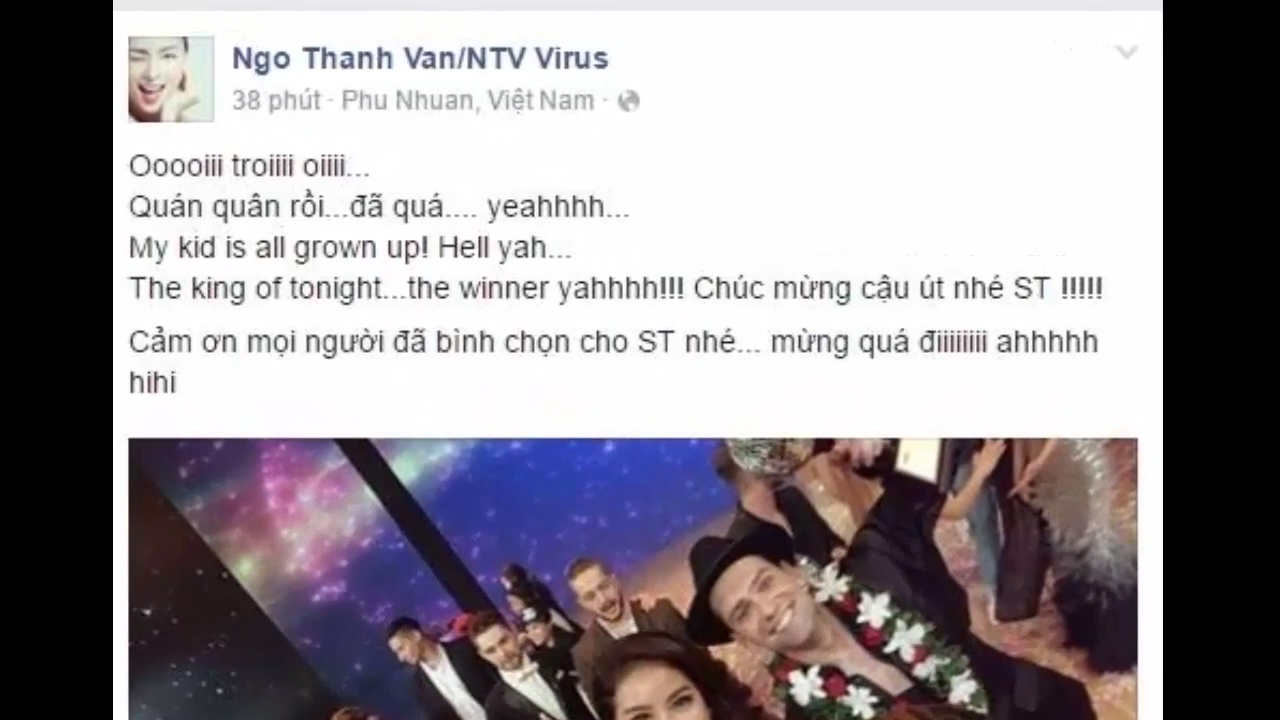 Ngo Thanh Van/NTV Virus
38 phút · Phu Nhuan, Việt Nam ·
Ooooiii troiiii oiiii...
Quán quân rồi...đã quá.... yeahhhh...
My kid is all grown up! Hell yah...
The king of tonight...the winner yahhhh!!! Chúc mừng cậu út nhé ST !!!!!
Cảm ơn mọi người đã bình chọn cho ST nhé... mừng quá điiiiiiii ahhhhh
hihi